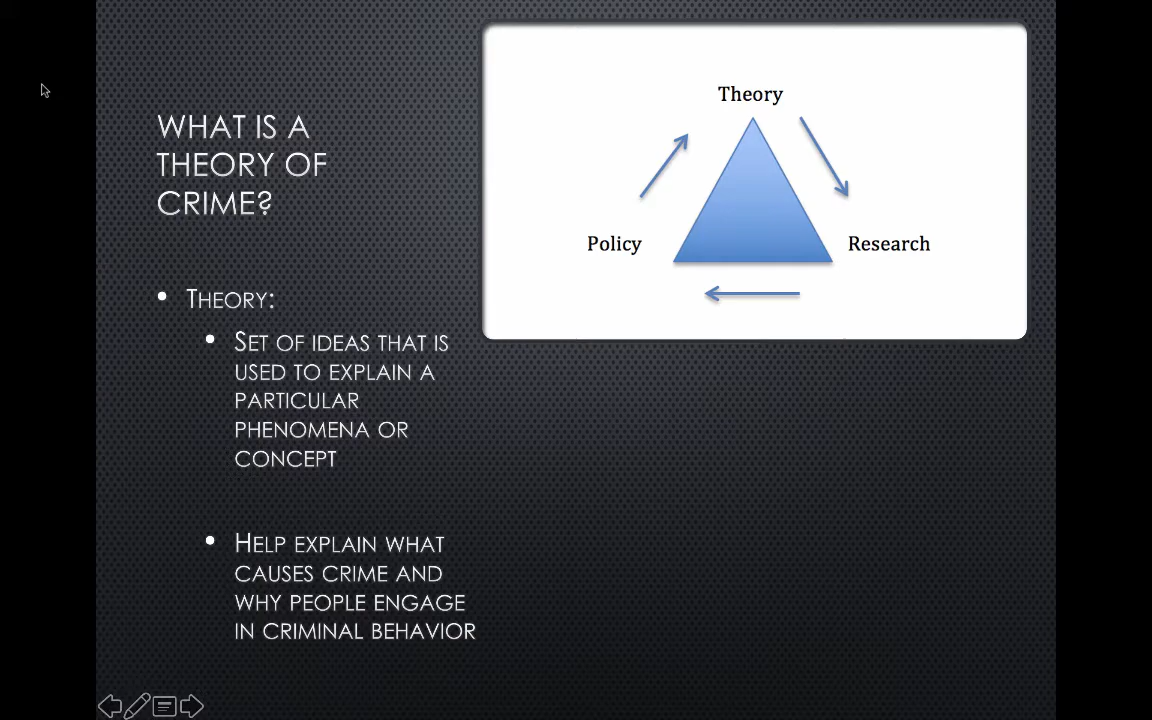 WHAT IS A
THEORY OF
CRIME?
• THEORY:
• SET OF IDEAS THAT IS
USED TO EXPLAIN A
PARTICULAR
PHENOMENA OR
CONCEPT
• HELP EXPLAIN WHAT
CAUSES CRIME AND
WHY PEOPLE ENGAGE
IN CRIMINAL BEHAVIOR
Theory
Policy
Research